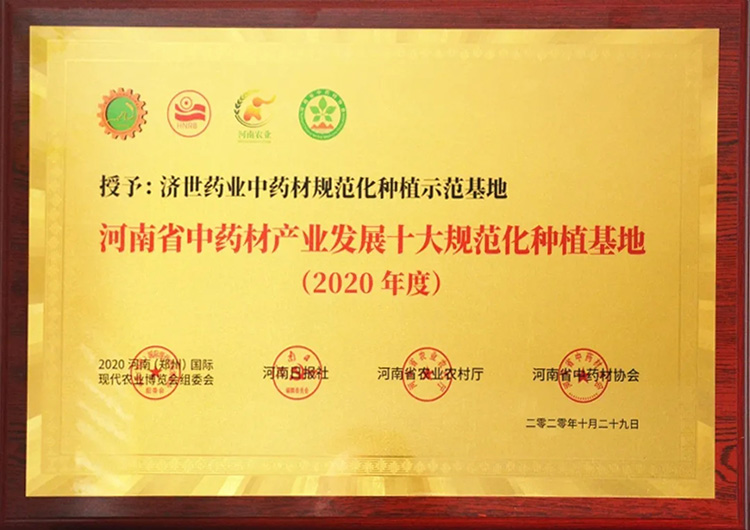 河南农业
授予：济世药业中药材规范化种植示范基地
河南省中药材产业发展十大规范化种植基地
（2020 年度）
2020 河南（郑州）国际
现代农业博览会组委会
河南日报社
河南省农业农村厅
河南省中药材协会
二零二零年十月二十九日